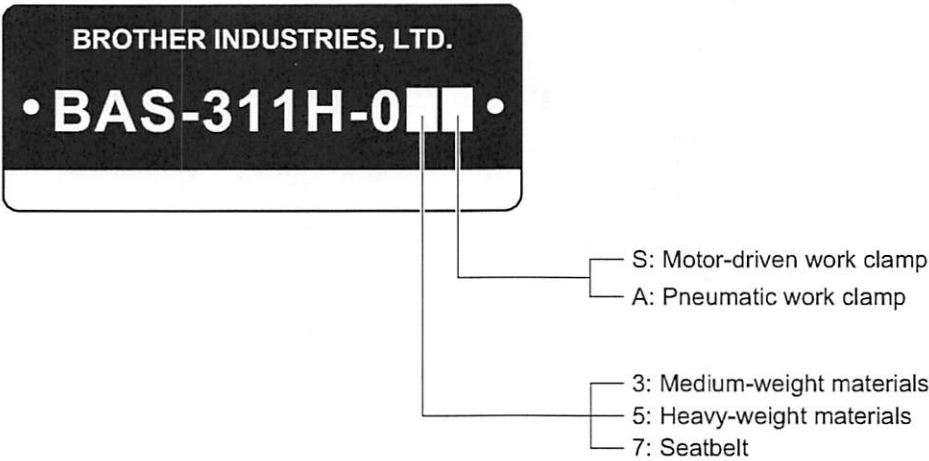 BROTHER INDUSTRIES, LTD.
BAS-311H-0
S: Motor-driven work clamp
A: Pneumatic work clamp
3: Medium-weight materials
5: Heavy-weight materials
7: Seatbelt